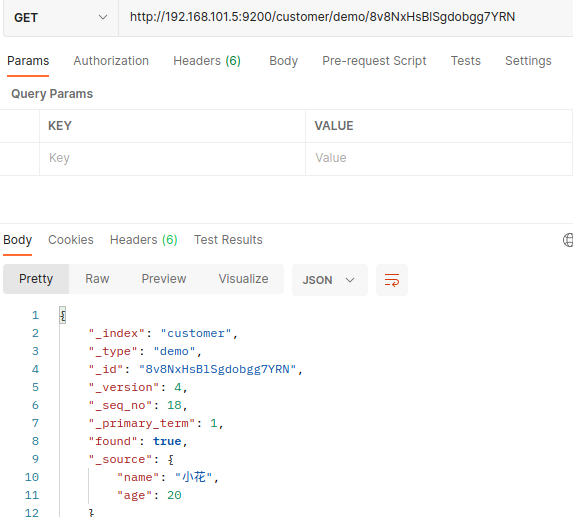 GET http://192.168.101.5:9200/customer/demo/8v8NxHsBlSgdobgg7YRN
Params Authorization Headers (6) Body Pre-request Script Tests Settings
Query Params
KEY VALUE
Key Value
Body Cookies Headers (6) Test Results
Pretty Raw Preview Visualize JSON
1 {
2 "_index": "customer",
3 "_type": "demo",
4 "_id": "8v8NxHsBlSgdobgg7YRN",
5 "_version": 4,
6 "_seq_no": 18,
7 "_primary_term": 1,
8 "found": true,
9 "_source": {
10 "name": "小花",
11 "age": 20
12 }